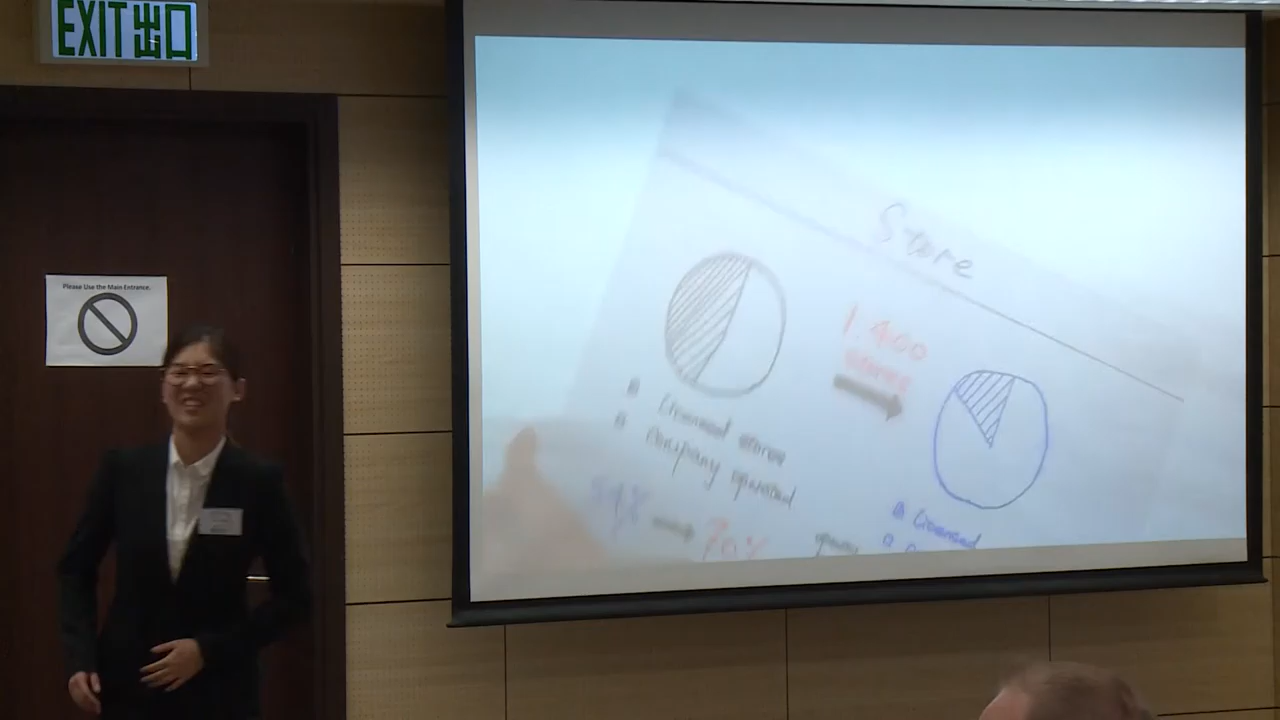 EXIT出口
Please Use the Main Entrance.
Store
1,400
stores
Licensed stores
Company operated
59% → 70%
Licensed